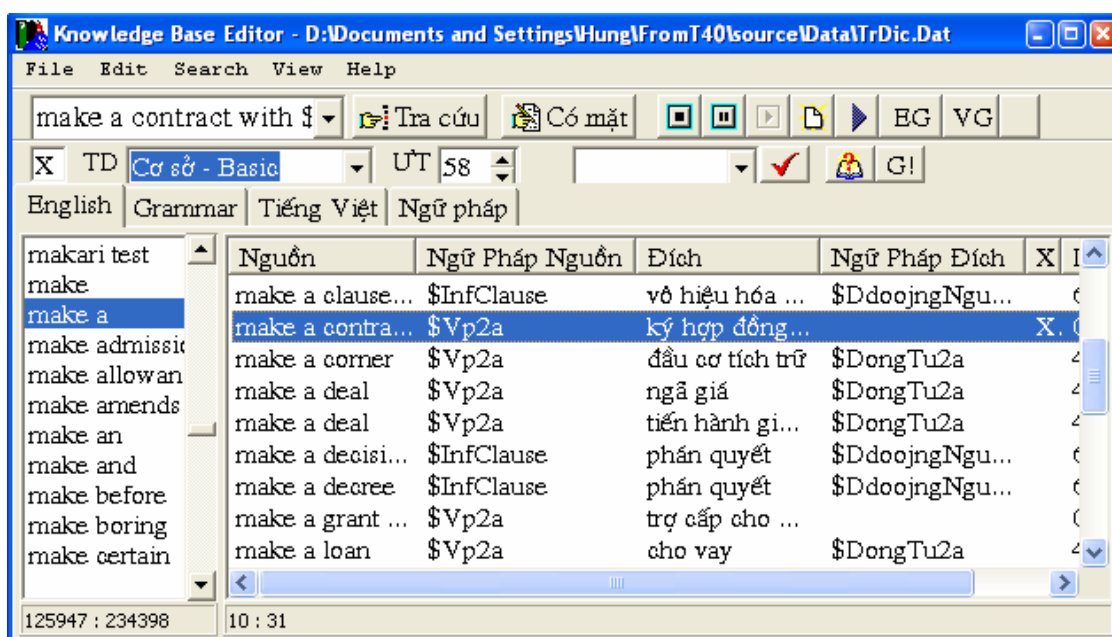 Knowledge Base Editor - D:\Documents and Settings\Hung\FromT40\source\Data\TrDic.Dat
File Edit Search View Help
make a contract with $ Tra cứu Có mặt EG VG
X TD Cơ sở - Basic ƯT 58 G!
English Grammar Tiếng Việt Ngữ pháp
makari test
make
make a
make admissio
make allowan
make amends
make an
make and
make before
make boring
make certain
Nguồn Ngữ Pháp Nguồn Đích Ngữ Pháp Đích X
make a clause... $InfClause vô hiệu hóa ... $DdoojngNgu...
make a contra... $Vp2a ký hợp đồng... X.
make a corner $Vp2a đầu cơ tích trữ $DongTu2a
make a deal $Vp2a ngã giá $DongTu2a
make a deal $Vp2a tiến hành gi... $DongTu2a
make a decisi... $InfClause phán quyết $DdoojngNgu...
make a decree $InfClause phán quyết $DdoojngNgu...
make a grant ... $Vp2a trợ cấp cho ...
make a loan $Vp2a cho vay $DongTu2a
125947 : 234398 10 : 31